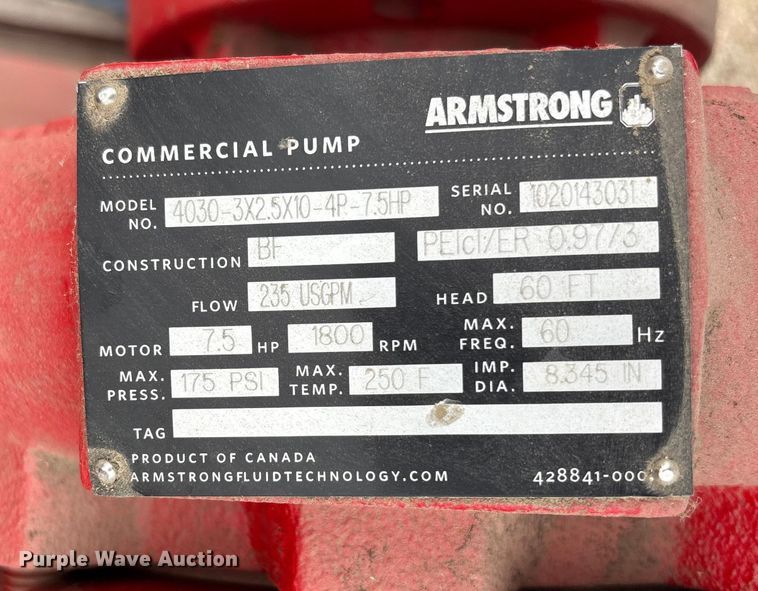 ARMSTRONG
COMMERCIAL PUMP
MODEL NO. 4030-3X2.5X10-4P-7.5HP SERIAL NO. 1020143031
CONSTRUCTION BF PEIcl/ER 0.97/3
FLOW 235 USGPM HEAD 60 FT
MOTOR 7.5 HP 1800 RPM MAX. FREQ. 60 Hz
MAX. PRESS. 175 PSI MAX. TEMP. 250 F IMP. DIA. 8.345 IN
TAG
PRODUCT OF CANADA
ARMSTRONGFLUIDTECHNOLOGY.COM
Purple Wave Auction